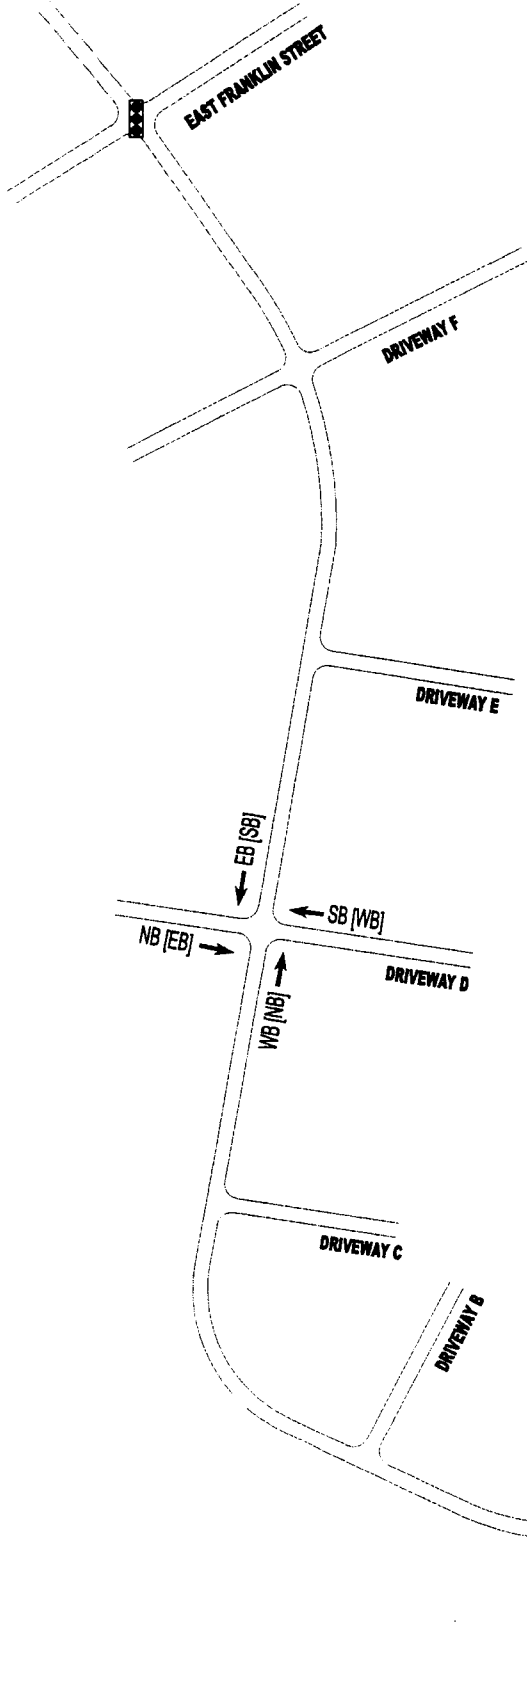 EAST FRANKLIN STREET
DRIVEWAY F
DRIVEWAY E
EB [SB]
SB [WB]
NB [EB]
DRIVEWAY D
WB [NB]
DRIVEWAY C
DRIVEWAY B